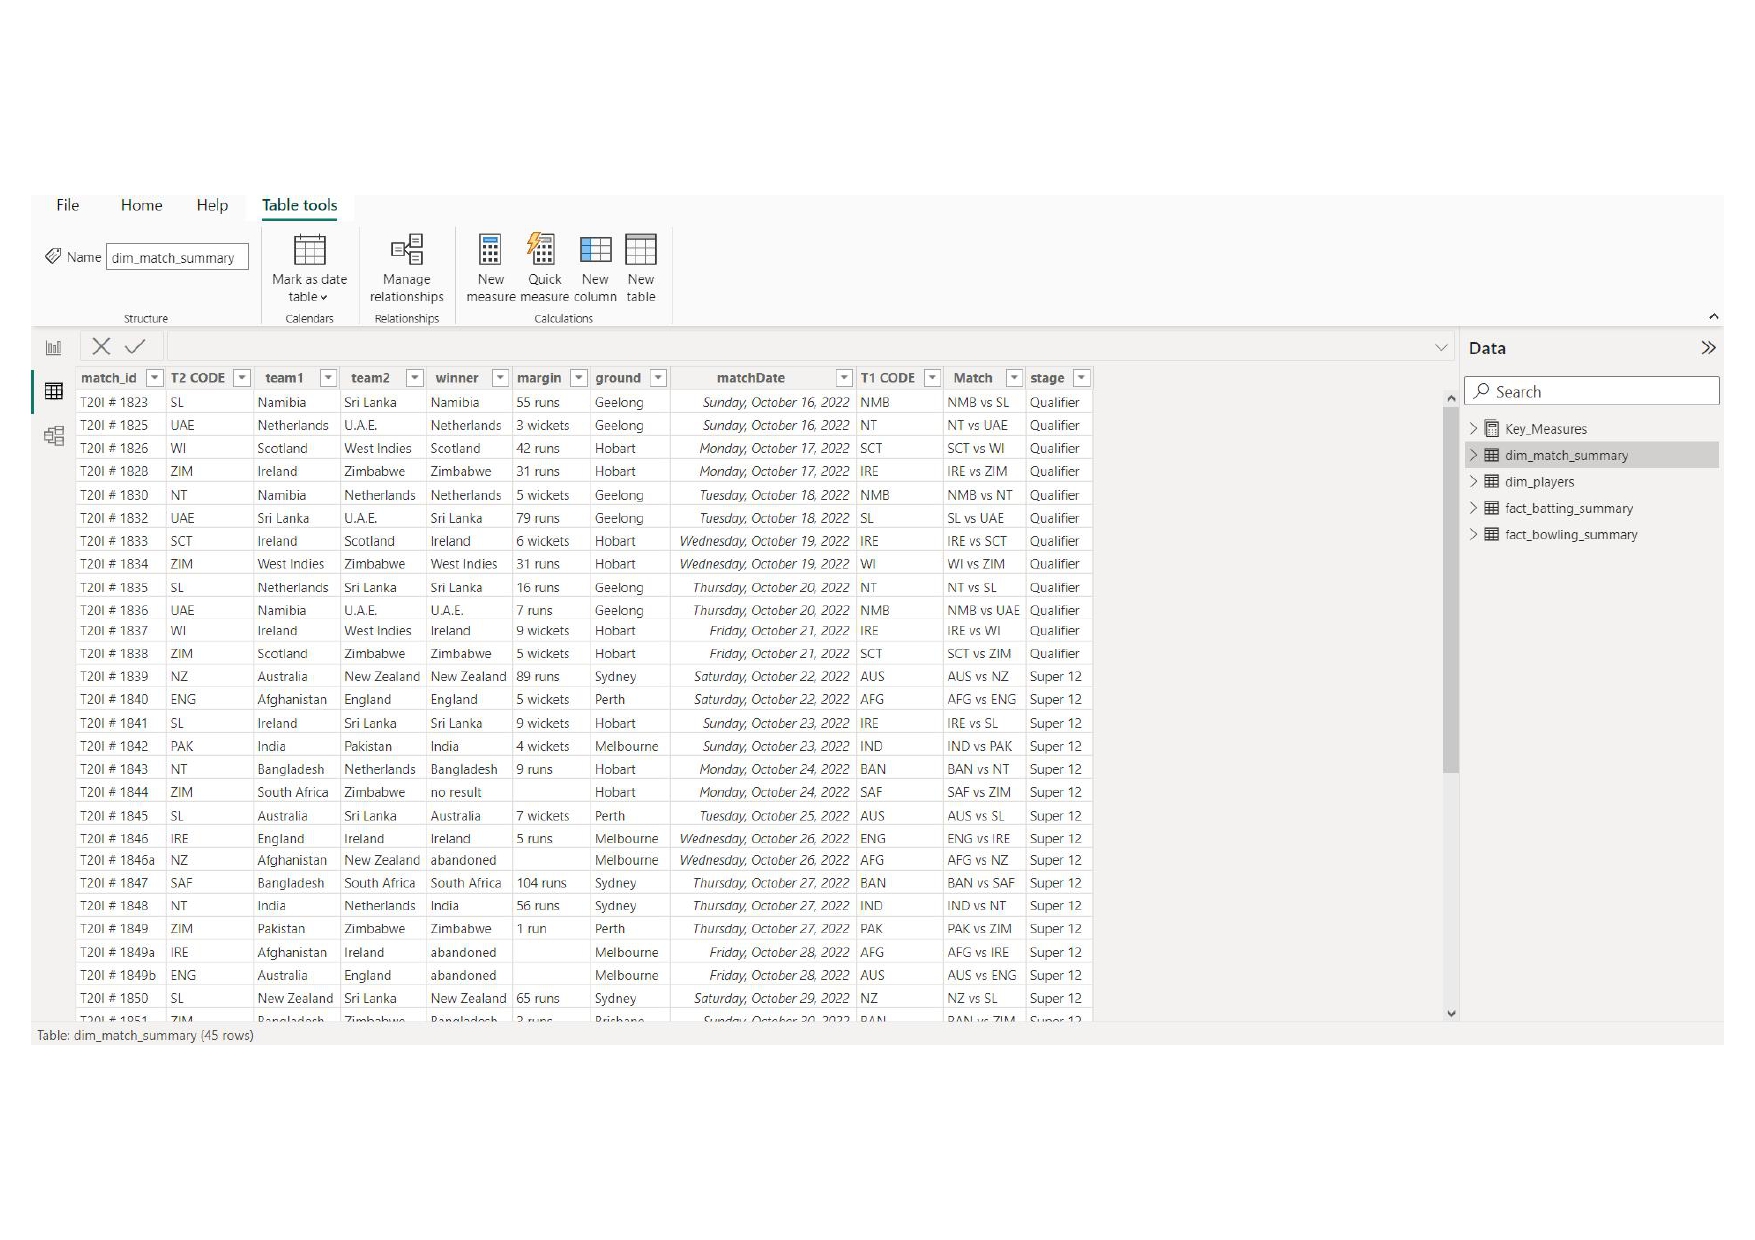 File Home Help Table tools
Name dim_match_summary
Mark as date table
Manage relationships
New measure
Quick measure
New column
New table
Structure Calendars Relationships Calculations
Data
match_id T2 CODE team1 team2 winner margin ground matchDate T1 CODE Match stage
Search
T20I # 1823 SL Namibia Sri Lanka Namibia 55 runs Geelong Sunday, October 16, 2022 NMB NMB vs SL Qualifier
T20I # 1825 UAE Netherlands U.A.E. Netherlands 3 wickets Geelong Sunday, October 16, 2022 NT NT vs UAE Qualifier
T20I # 1826 WI Scotland West Indies Scotland 42 runs Hobart Monday, October 17, 2022 SCT SCT vs WI Qualifier
T20I # 1828 ZIM Ireland Zimbabwe Zimbabwe 31 runs Hobart Monday, October 17, 2022 IRE IRE vs ZIM Qualifier
T20I # 1830 NT Namibia Netherlands Netherlands 5 wickets Geelong Tuesday, October 18, 2022 NMB NMB vs NT Qualifier
T20I # 1832 UAE Sri Lanka U.A.E. Sri Lanka 79 runs Geelong Tuesday, October 18, 2022 SL SL vs UAE Qualifier
T20I # 1833 SCT Ireland Scotland Ireland 6 wickets Hobart Wednesday, October 19, 2022 IRE IRE vs SCT Qualifier
T20I # 1834 ZIM West Indies Zimbabwe West Indies 31 runs Hobart Wednesday, October 19, 2022 WI WI vs ZIM Qualifier
T20I # 1835 SL Netherlands Sri Lanka Sri Lanka 16 runs Geelong Thursday, October 20, 2022 NT NT vs SL Qualifier
T20I # 1836 UAE Namibia U.A.E. U.A.E. 7 runs Geelong Thursday, October 20, 2022 NMB NMB vs UAE Qualifier
T20I # 1837 WI Ireland West Indies Ireland 9 wickets Hobart Friday, October 21, 2022 IRE IRE vs WI Qualifier
T20I # 1838 ZIM Scotland Zimbabwe Zimbabwe 5 wickets Hobart Friday, October 21, 2022 SCT SCT vs ZIM Qualifier
T20I # 1839 NZ Australia New Zealand New Zealand 89 runs Sydney Saturday, October 22, 2022 AUS AUS vs NZ Super 12
T20I # 1840 ENG Afghanistan England England 5 wickets Perth Saturday, October 22, 2022 AFG AFG vs ENG Super 12
T20I # 1841 SL Ireland Sri Lanka Sri Lanka 9 wickets Hobart Sunday, October 23, 2022 IRE IRE vs SL Super 12
T20I # 1842 PAK India Pakistan India 4 wickets Melbourne Sunday, October 23, 2022 IND IND vs PAK Super 12
T20I # 1843 NT Bangladesh Netherlands Bangladesh 9 runs Hobart Monday, October 24, 2022 BAN BAN vs NT Super 12
T20I # 1844 ZIM South Africa Zimbabwe no result Hobart Monday, October 24, 2022 SAF SAF vs ZIM Super 12
T20I # 1845 SL Australia Sri Lanka Australia 7 wickets Perth Tuesday, October 25, 2022 AUS AUS vs SL Super 12
T20I # 1846 IRE England Ireland Ireland 5 runs Melbourne Wednesday, October 26, 2022 ENG ENG vs IRE Super 12
T20I # 1846a NZ Afghanistan New Zealand abandoned Melbourne Wednesday, October 26, 2022 AFG AFG vs NZ Super 12
T20I # 1847 SAF Bangladesh South Africa South Africa 104 runs Sydney Thursday, October 27, 2022 BAN BAN vs SAF Super 12
T20I # 1848 NT India Netherlands India 56 runs Sydney Thursday, October 27, 2022 IND IND vs NT Super 12
T20I # 1849 ZIM Pakistan Zimbabwe Zimbabwe 1 run Perth Thursday, October 27, 2022 PAK PAK vs ZIM Super 12
T20I # 1849a IRE Afghanistan Ireland abandoned Melbourne Friday, October 28, 2022 AFG AFG vs IRE Super 12
T20I # 1849b ENG Australia England abandoned Melbourne Friday, October 28, 2022 AUS AUS vs ENG Super 12
T20I # 1850 SL New Zealand Sri Lanka New Zealand 65 runs Sydney Saturday, October 29, 2022 NZ NZ vs SL Super 12
T20I # 1851 ZIM Bangladesh Zimbabwe Bangladesh 3 runs Brisbane Sunday, October 30, 2022 BAN BAN vs ZIM Super 12
Key_Measures
dim_match_summary
dim_players
fact_batting_summary
fact_bowling_summary
Table: dim_match_summary (45 rows)